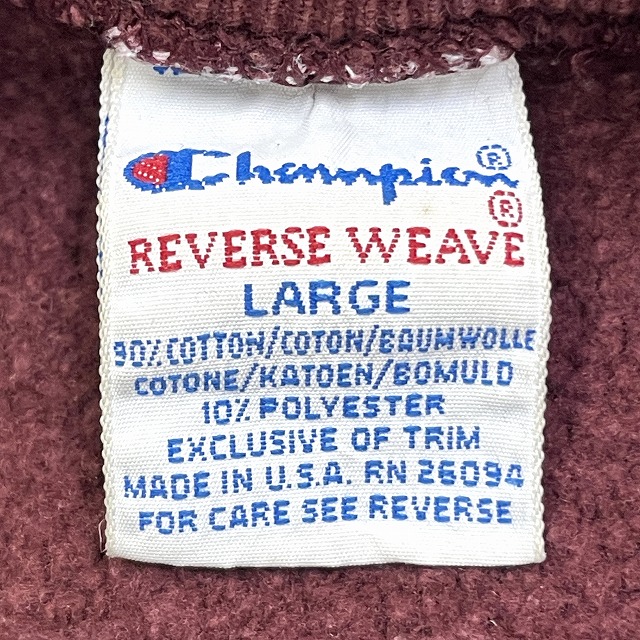 Champion®
®
REVERSE WEAVE
LARGE
90% COTTON/COTON/BAUMWOLLE
COTONE/KATOEN/BOMULD
10% POLYESTER
EXCLUSIVE OF TRIM
MADE IN U.S.A. RN 26094
FOR CARE SEE REVERSE